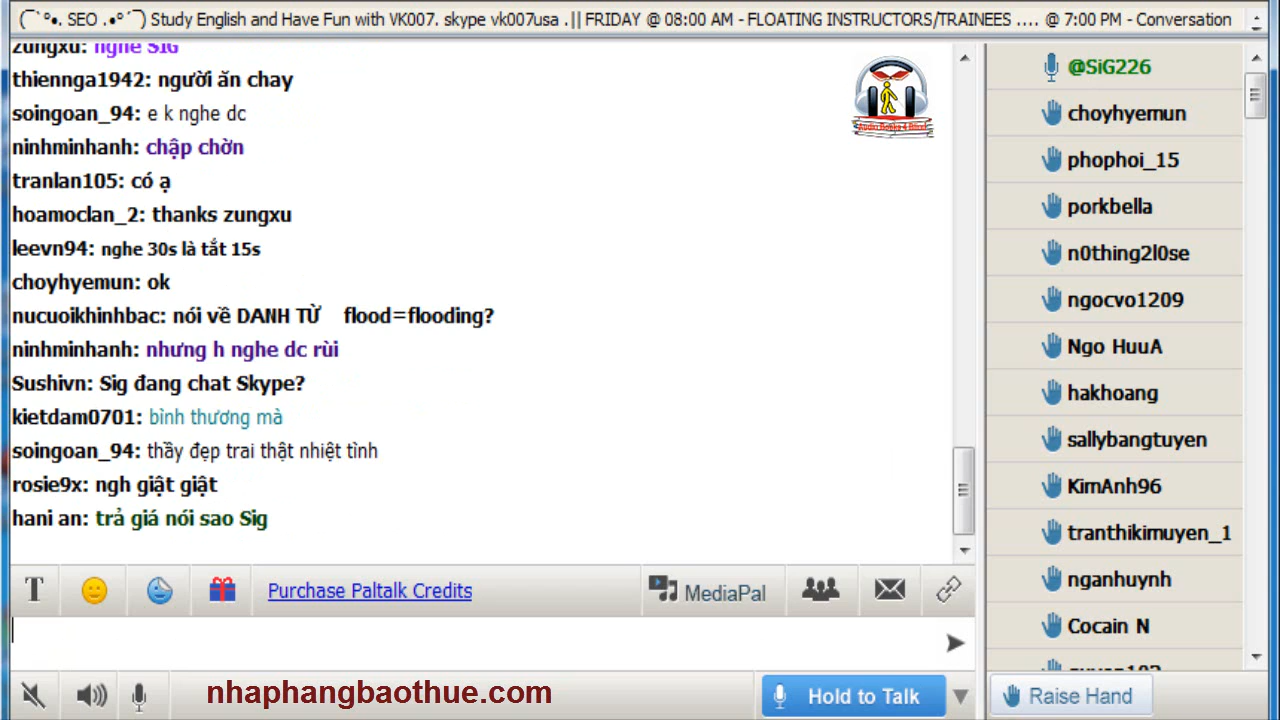 (¯`°•. SEO .•°´¯) Study English and Have Fun with VK007. skype vk007usa .|| FRIDAY @ 08:00 AM - FLOATING INSTRUCTORS/TRAINEES .... @ 7:00 PM - Conversation
zungxu: nghe SIG
thiennga1942: người ăn chay
soingoan_94: e k nghe dc
ninhminhanh: chập chờn
tranlan105: có ạ
hoamoclan_2: thanks zungxu
leevn94: nghe 30s là tắt 15s
choyhyemun: ok
nucuoikhinhbac: nói về DANH TỪ flood=flooding?
ninhminhanh: nhưng h nghe dc rùi
Sushivn: Sig đang chat Skype?
kietdam0701: bình thương mà
soingoan_94: thầy đẹp trai thật nhiệt tình
rosie9x: ngh giật giật
hani an: trả giá nói sao Sig
Audio Books 4 Blind
@SiG226
choyhyemun
phophoi_15
porkbella
n0thing2l0se
ngocvo1209
Ngo HuuA
hakhoang
sallybangtuyen
KimAnh96
tranthikimuyen_1
nganhuynh
Cocain N
T
Purchase Paltalk Credits
MediaPal
nhaphangbaothue.com
Hold to Talk
Raise Hand